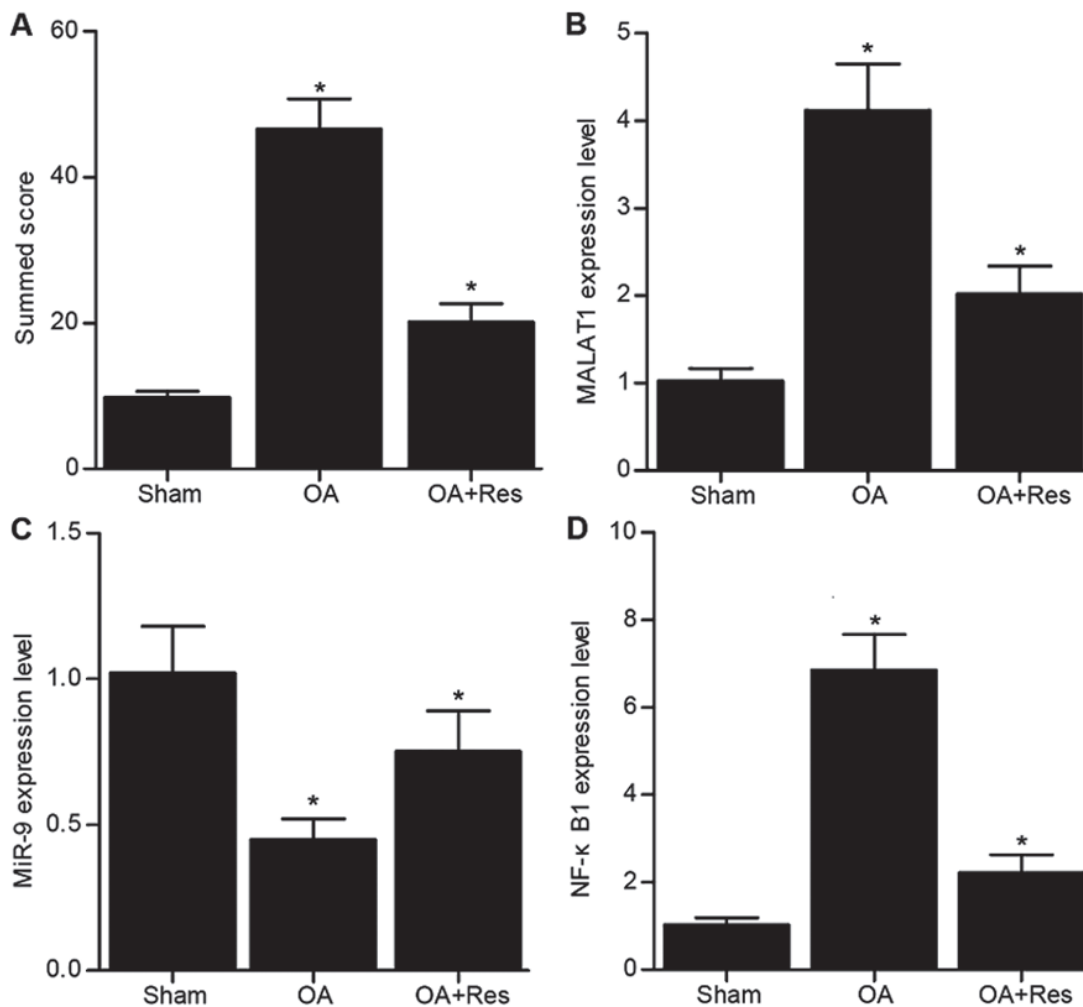 A
Summed score
60
40
20
0
*
*
Sham
OA
OA+Res
B
MALAT1 expression level
5
4
3
2
1
0
*
*
Sham
OA
OA+Res
C
MiR-9 expression level
1.5
1.0
0.5
0.0
*
*
Sham
OA
OA+Res
D
NF-κ B1 expression level
10
8
6
4
2
0
*
*
Sham
OA
OA+Res